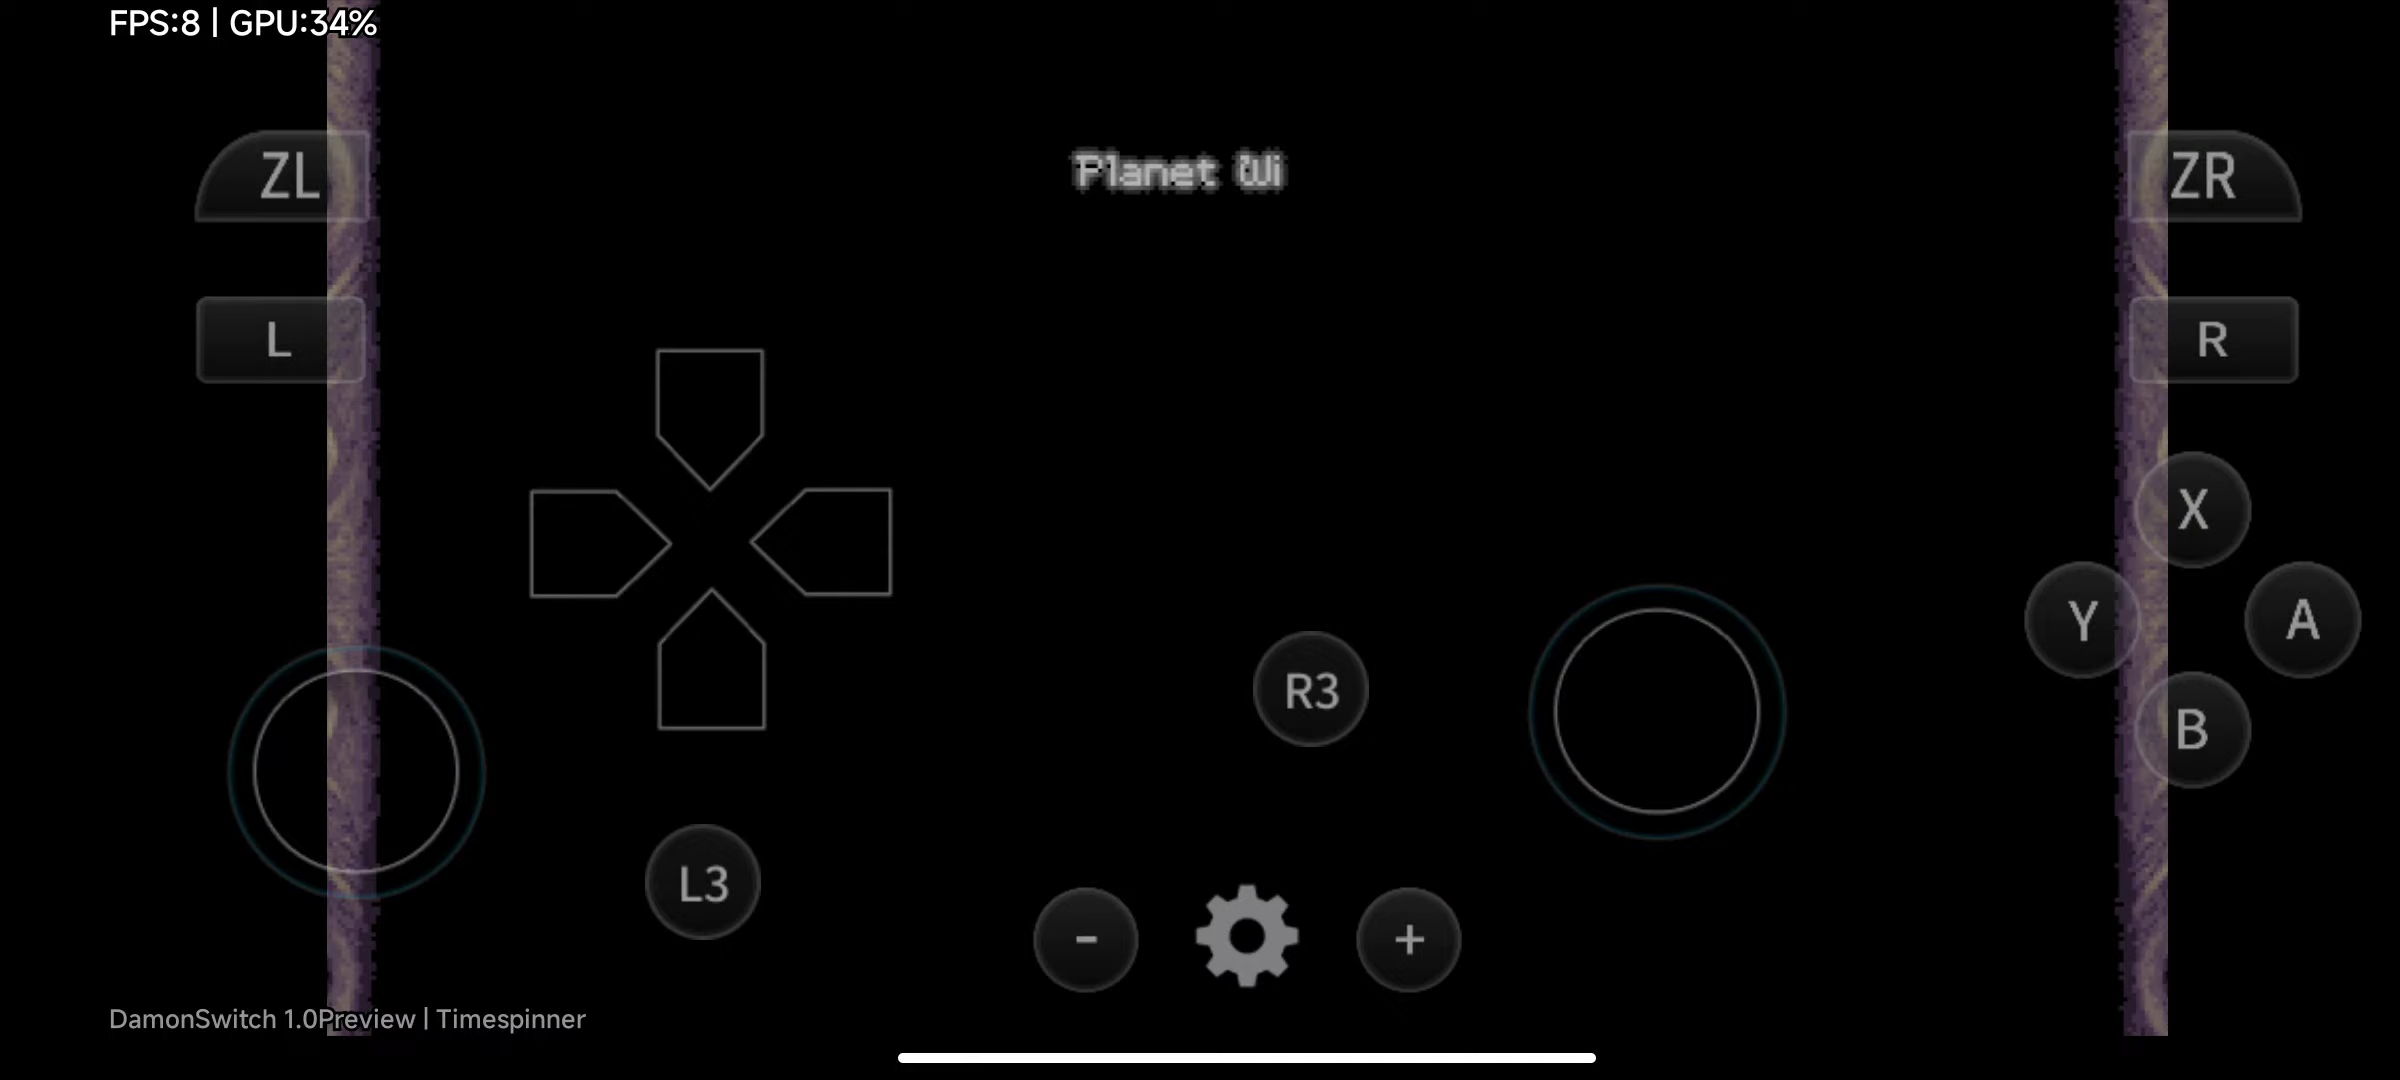 FPS:8 | GPU:34%
Planet Wi
ZL
ZR
L
R
X
Y
A
R3
B
L3
-
+
DamonSwitch 1.0Preview | Timespinner